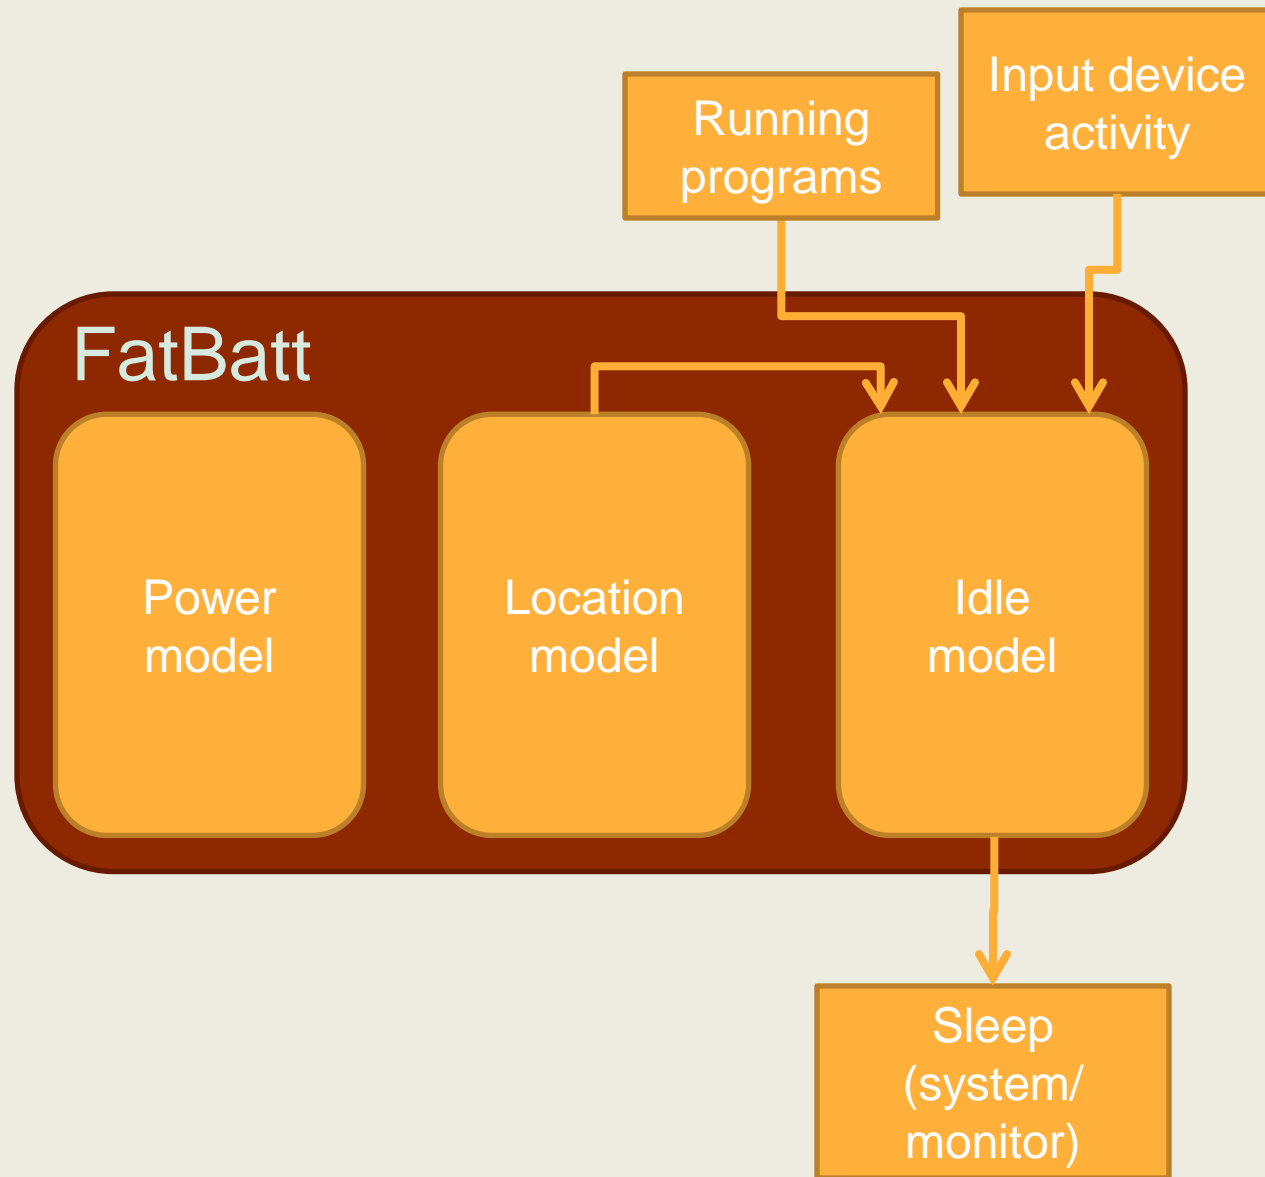 Input device
activity
Running
programs
FatBatt
Power
model
Location
model
Idle
model
Sleep
(system/
monitor)